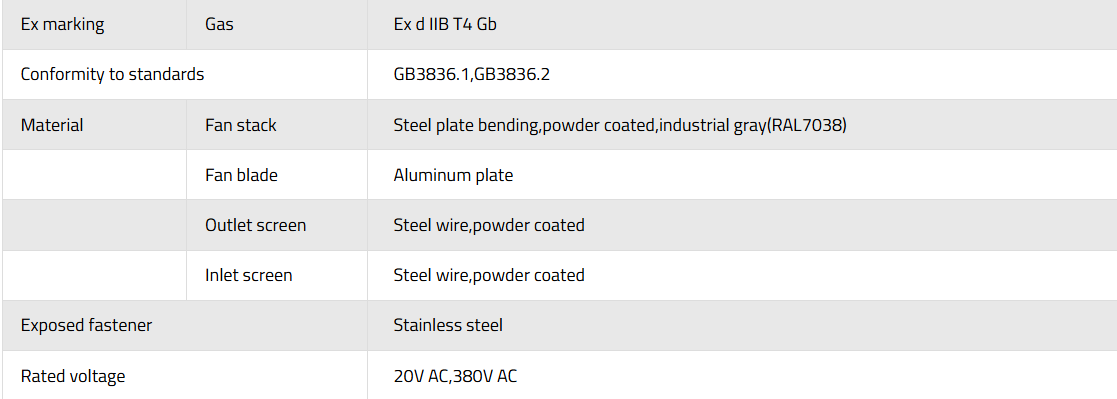 Ex marking Gas Ex d IIB T4 Gb
Conformity to standards GB3836.1,GB3836.2
Material Fan stack Steel plate bending,powder coated,industrial gray(RAL7038)
Fan blade Aluminum plate
Outlet screen Steel wire,powder coated
Inlet screen Steel wire,powder coated
Exposed fastener Stainless steel
Rated voltage 20V AC,380V AC